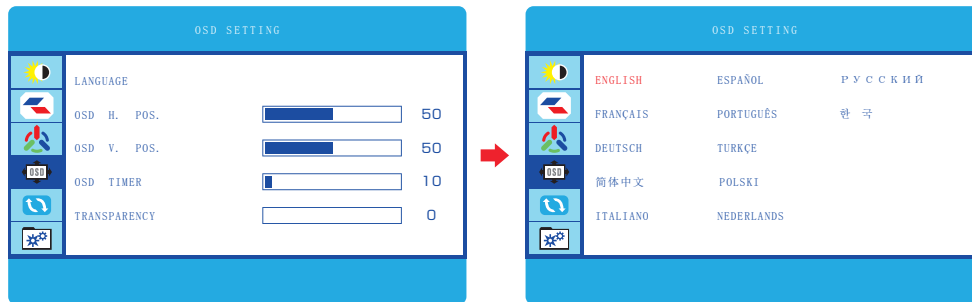 OSD SETTING
LANGUAGE
OSD H. POS. 50
OSD V. POS. 50
OSD TIMER 10
TRANSPARENCY 0
OSD
OSD SETTING
ENGLISH ESPAÑOL РУССКИЙ
FRANÇAIS PORTUGUÊS 한 국
DEUTSCH TURKÇE
简体中文 POLSKI
ITALIANO NEDERLANDS
OSD